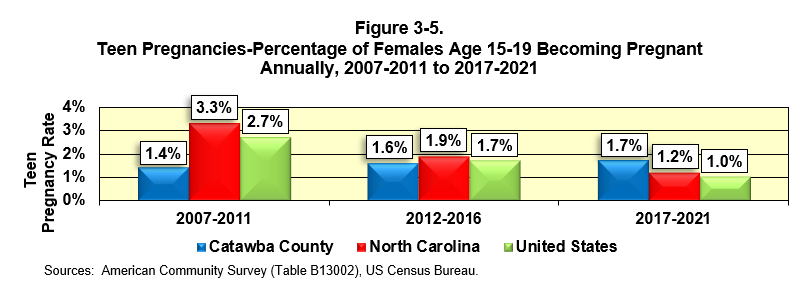 Figure 3-5.
Teen Pregnancies-Percentage of Females Age 15-19 Becoming Pregnant
Annually, 2007-2011 to 2017-2021
Teen
Pregnancy Rate
4%
3%
2%
1%
0%
1.4%
3.3%
2.7%
1.6%
1.9%
1.7%
1.7%
1.2%
1.0%
2007-2011
2012-2016
2017-2021
Catawba County
North Carolina
United States
Sources:  American Community Survey (Table B13002), US Census Bureau.